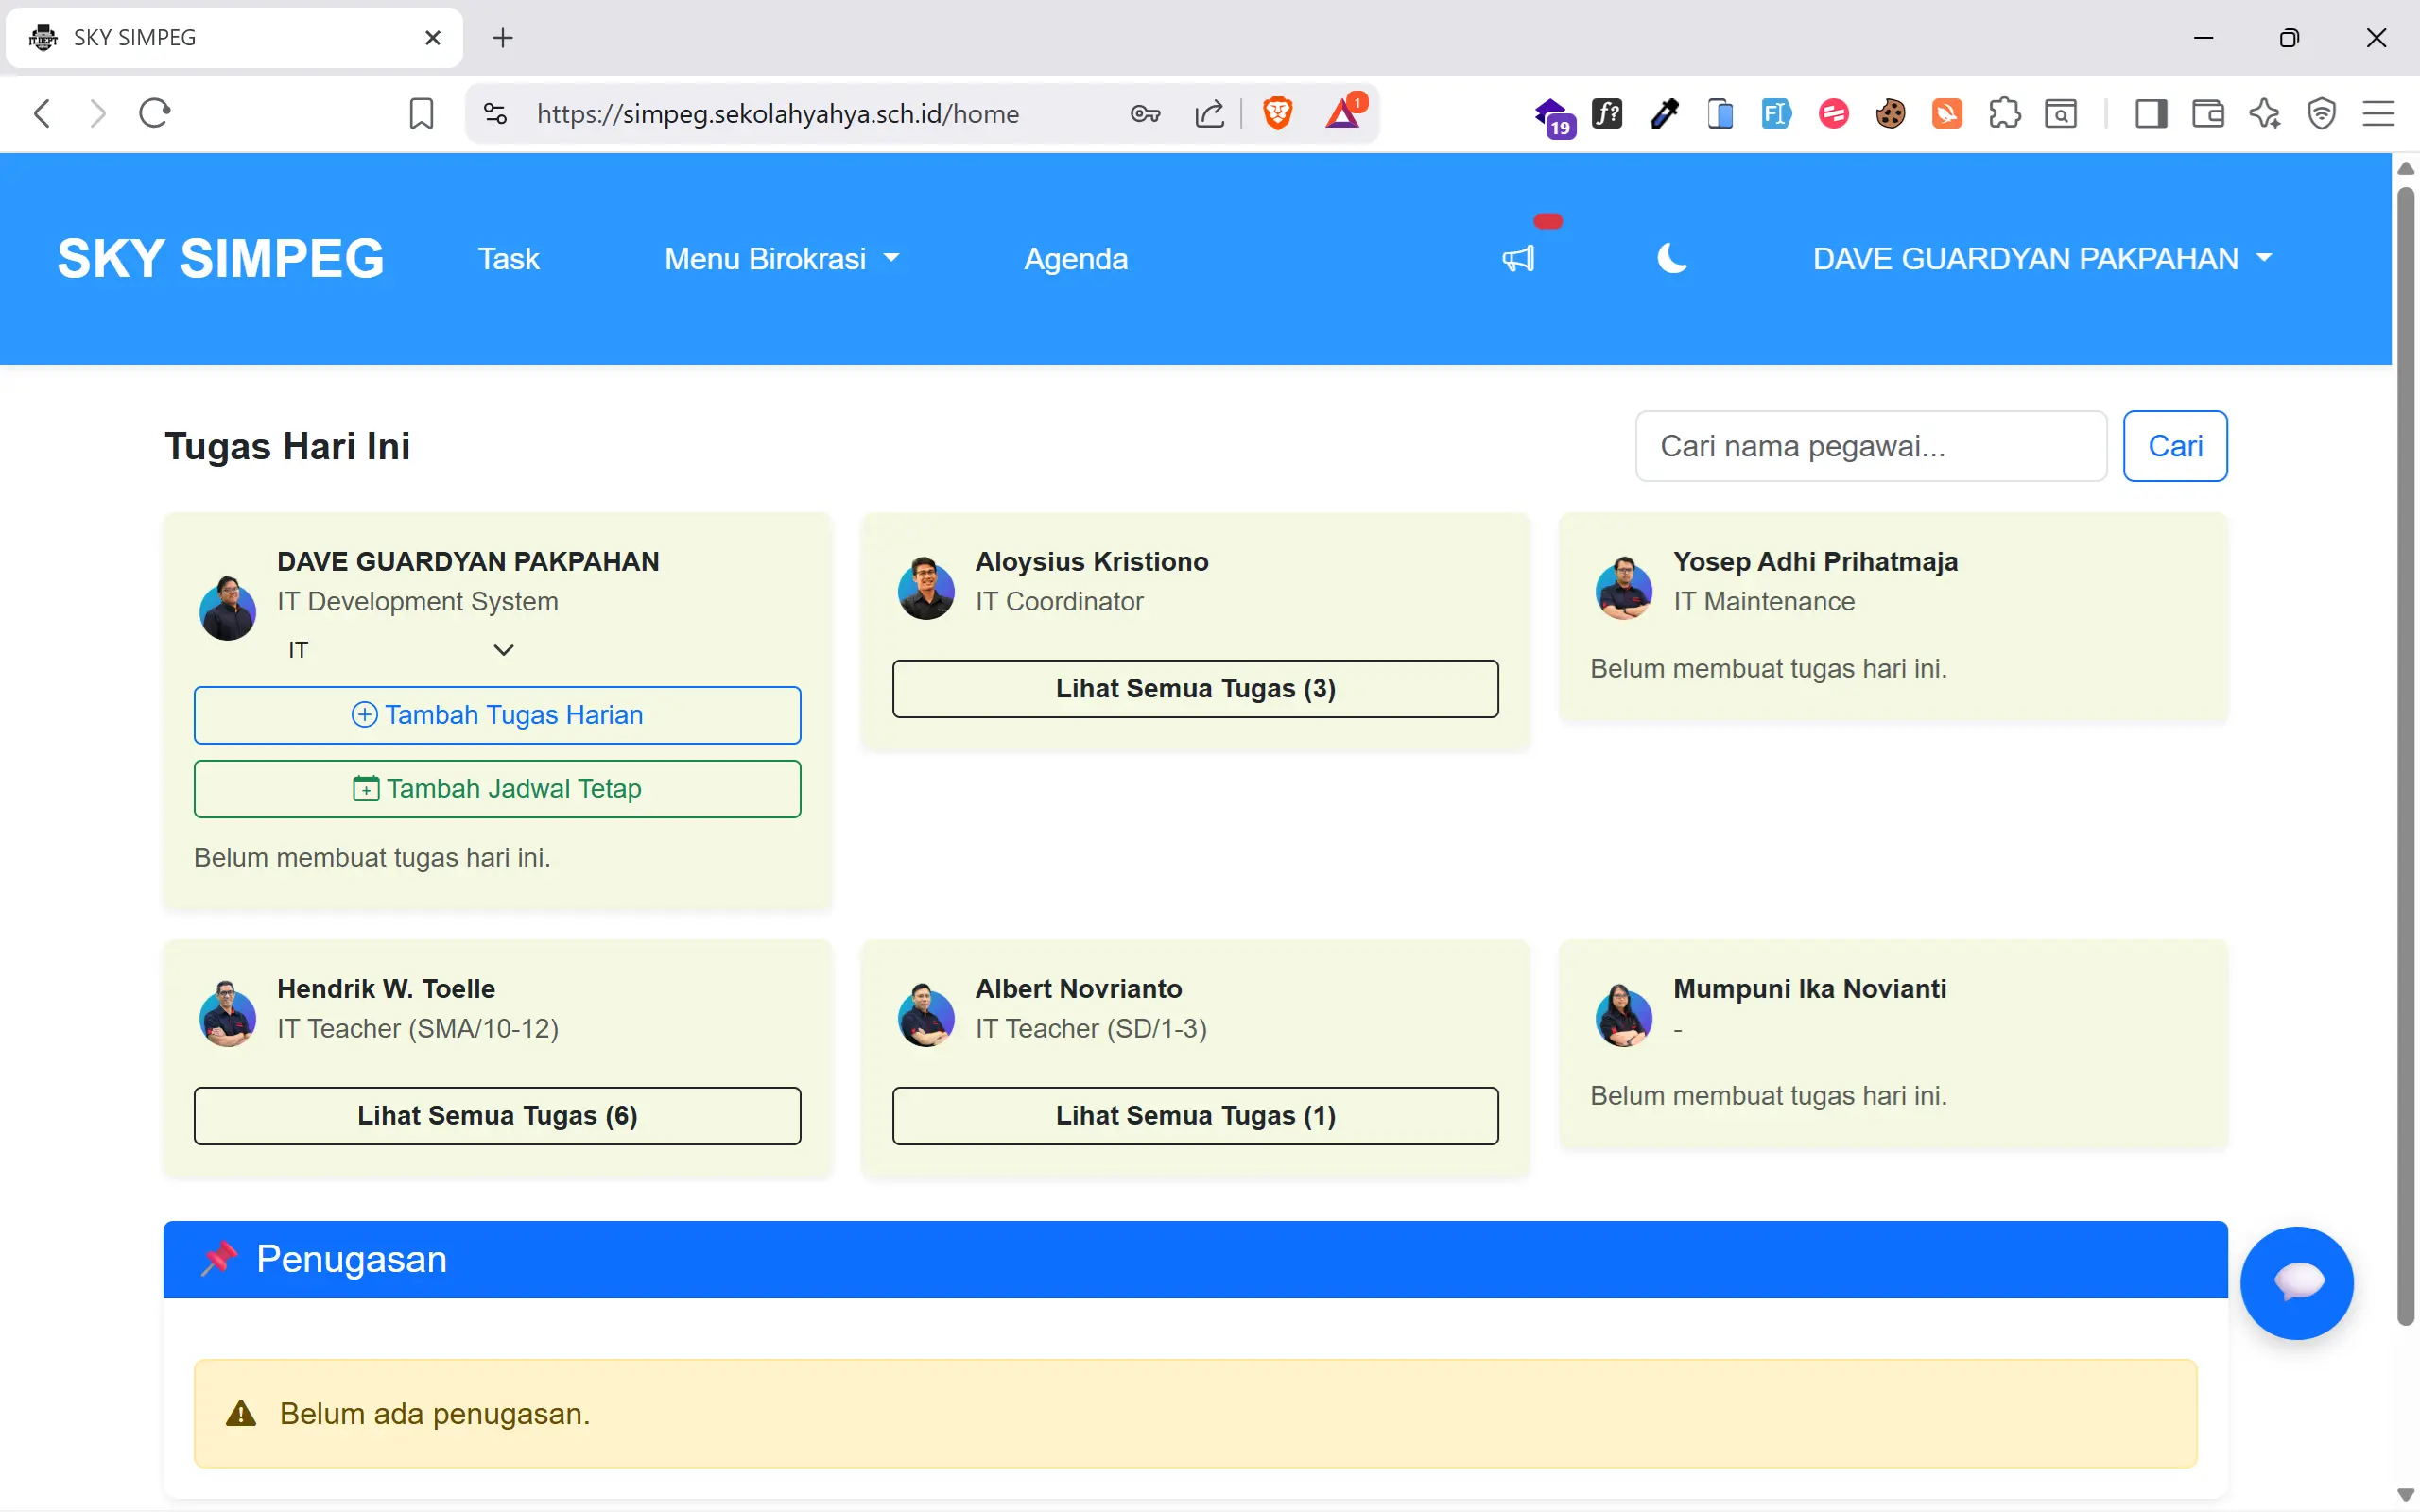 SKY SIMPEG
https://simpeg.sekolahyahya.sch.id/home
1
19
f?
SKY SIMPEG
Task
Menu Birokrasi
Agenda
DAVE GUARDYAN PAKPAHAN
Tugas Hari Ini
Cari nama pegawai...
Cari
DAVE GUARDYAN PAKPAHAN
IT Development System
IT
Tambah Tugas Harian
Tambah Jadwal Tetap
Belum membuat tugas hari ini.
Aloysius Kristiono
IT Coordinator
Lihat Semua Tugas (3)
Yosep Adhi Prihatmaja
IT Maintenance
Belum membuat tugas hari ini.
Hendrik W. Toelle
IT Teacher (SMA/10-12)
Lihat Semua Tugas (6)
Albert Novrianto
IT Teacher (SD/1-3)
Lihat Semua Tugas (1)
Mumpuni Ika Novianti
-
Belum membuat tugas hari ini.
Penugasan
Belum ada penugasan.